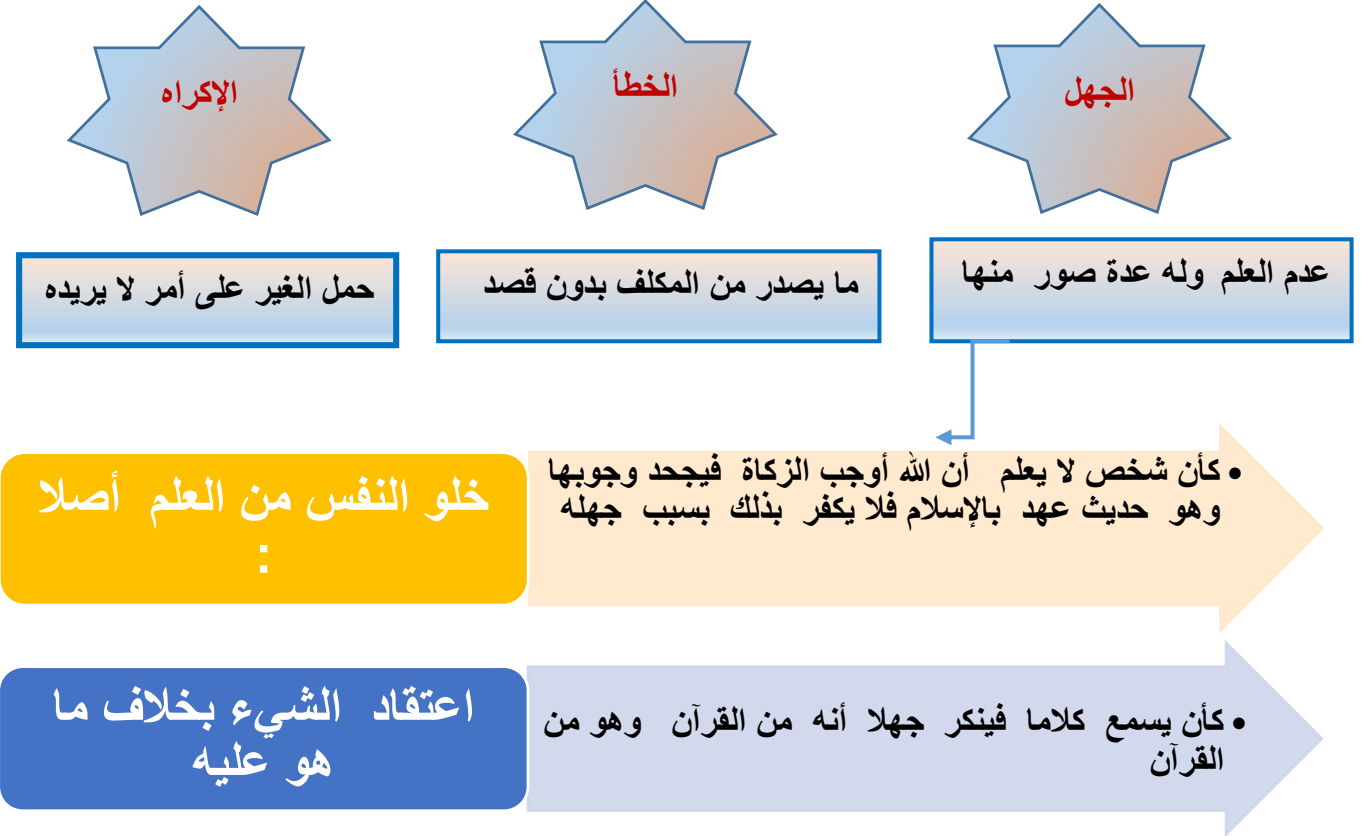 الجهل
الخطأ
الإكراه
عدم العلم وله عدة صور منها
ما يصدر من المكلف بدون قصد
حمل الغير على أمر لا يريده
• كأن شخص لا يعلم أن الله أوجب الزكاة فيجحد وجوبها
وهو حديث عهد بالإسلام فلا يكفر بذلك بسبب جهله
خلو النفس من العلم أصلا
:
• كأن يسمع كلاما فينكر جهلا أنه من القرآن وهو من
القرآن
اعتقاد الشيء بخلاف ما
هو عليه